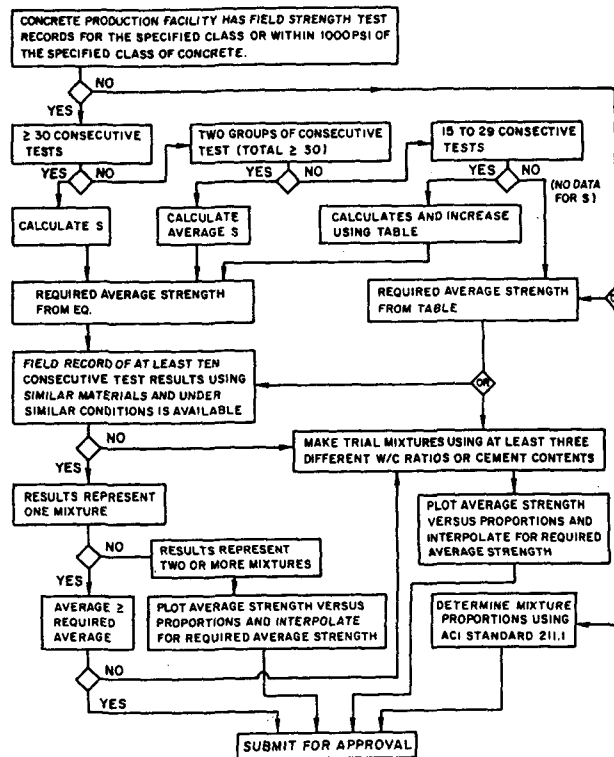 CONCRETE PRODUCTION FACILITY HAS FIELD STRENGTH TEST
RECORDS FOR THE SPECIFIED CLASS OR WITHIN 1000 PSI OF
THE SPECIFIED CLASS OF CONCRETE.
NO
YES
≥ 30 CONSECUTIVE
TESTS
TWO GROUPS OF CONSECUTIVE
TEST (TOTAL ≥ 30)
15 TO 29 CONSECTIVE
TESTS
YES
NO
YES
NO
YES
NO
(NO DATA
FOR S)
CALCULATE S
CALCULATE
AVERAGE S
CALCULATES AND INCREASE
USING TABLE
REQUIRED AVERAGE STRENGTH
FROM EQ.
REQUIRED AVERAGE STRENGTH
FROM TABLE
FIELD RECORD OF AT LEAST TEN
CONSECUTIVE TEST RESULTS USING
SIMILAR MATERIALS AND UNDER
SIMILAR CONDITIONS IS AVAILABLE
OR
NO
YES
MAKE TRIAL MIXTURES USING AT LEAST THREE
DIFFERENT W/C RATIOS OR CEMENT CONTENTS
RESULTS REPRESENT
ONE MIXTURE
PLOT AVERAGE STRENGTH
VERSUS PROPORTIONS AND
INTERPOLATE FOR REQUIRED
AVERAGE STRENGTH
NO
YES
RESULTS REPRESENT
TWO OR MORE MIXTURES
AVERAGE ≥
REQUIRED
AVERAGE
PLOT AVERAGE STRENGTH VERSUS
PROPORTIONS AND INTERPOLATE
FOR REQUIRED AVERAGE STRENGTH
DETERMINE MIXTURE
PROPORTIONS USING
ACI STANDARD 211.1
NO
YES
SUBMIT FOR APPROVAL